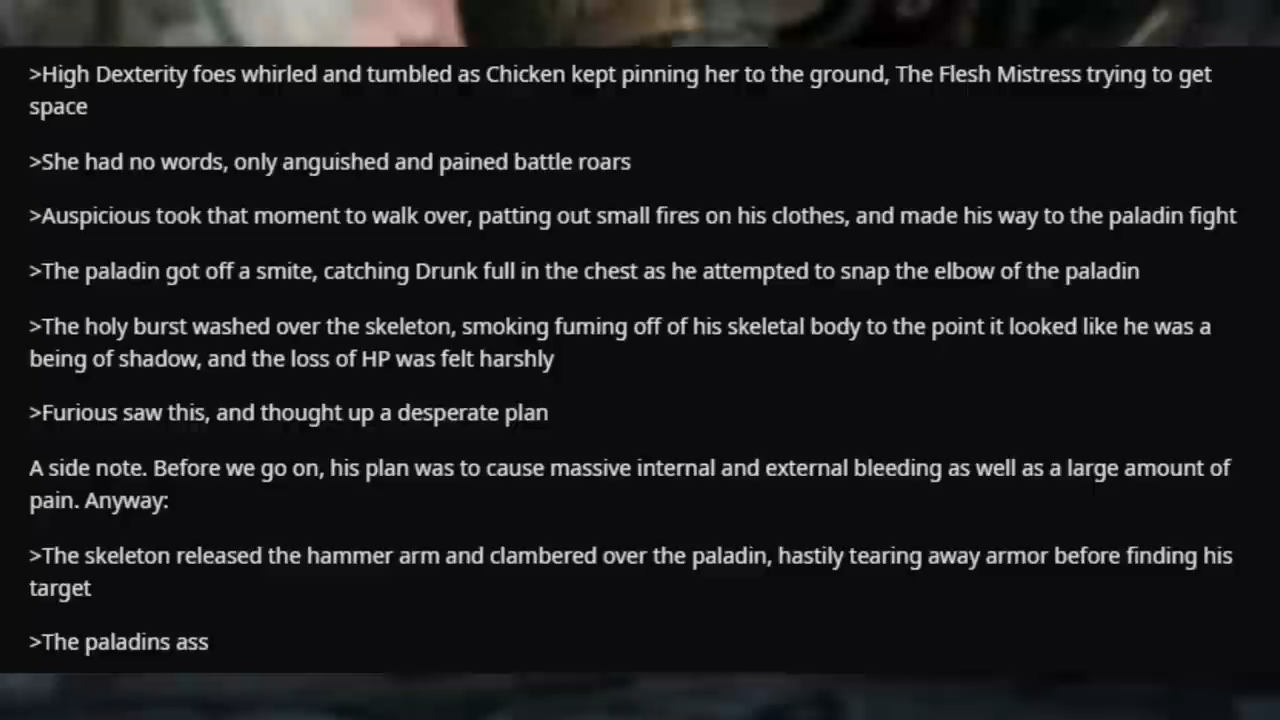 >High Dexterity foes whirled and tumbled as Chicken kept pinning her to the ground, The Flesh Mistress trying to get
space
>She had no words, only anguished and pained battle roars
>Auspicious took that moment to walk over, patting out small fires on his clothes, and made his way to the paladin fight
>The paladin got off a smite, catching Drunk full in the chest as he attempted to snap the elbow of the paladin
>The holy burst washed over the skeleton, smoking fuming off of his skeletal body to the point it looked like he was a
being of shadow, and the loss of HP was felt harshly
>Furious saw this, and thought up a desperate plan
A side note. Before we go on, his plan was to cause massive internal and external bleeding as well as a large amount of
pain. Anyway:
>The skeleton released the hammer arm and clambered over the paladin, hastily tearing away armor before finding his
target
>The paladins ass